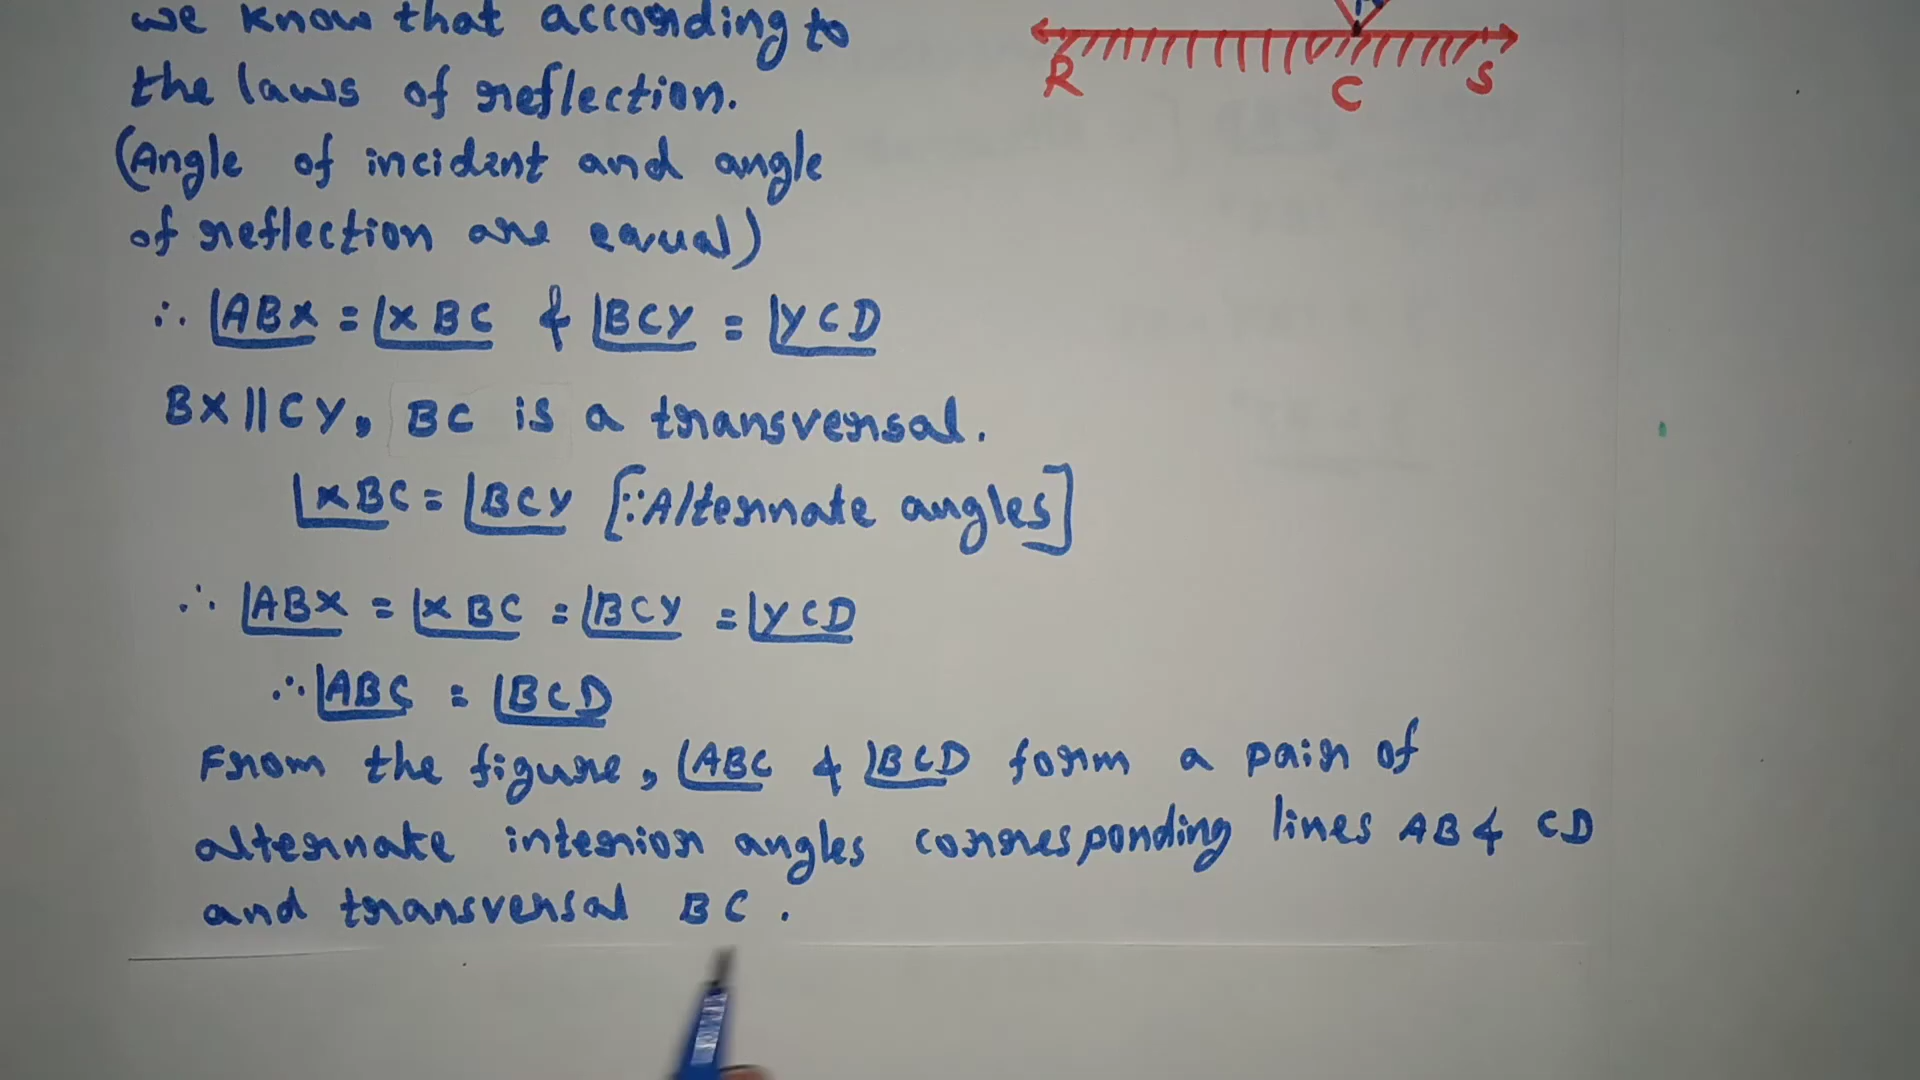 we know that according to
the laws of reflection.
(Angle of incident and angle
of reflection are equal)
∴ ∠ABX = ∠XBC & ∠BCY = ∠YCD
BX || CY, BC is a transversal.
∠XBC = ∠BCY [∵ Alternate angles]
∴ ∠ABX = ∠XBC = ∠BCY = ∠YCD
∴ ∠ABC = ∠BCD
From the figure, ∠ABC & ∠BCD form a pair of
alternate interior angles corresponding lines AB & CD
and transversal BC.
R C S